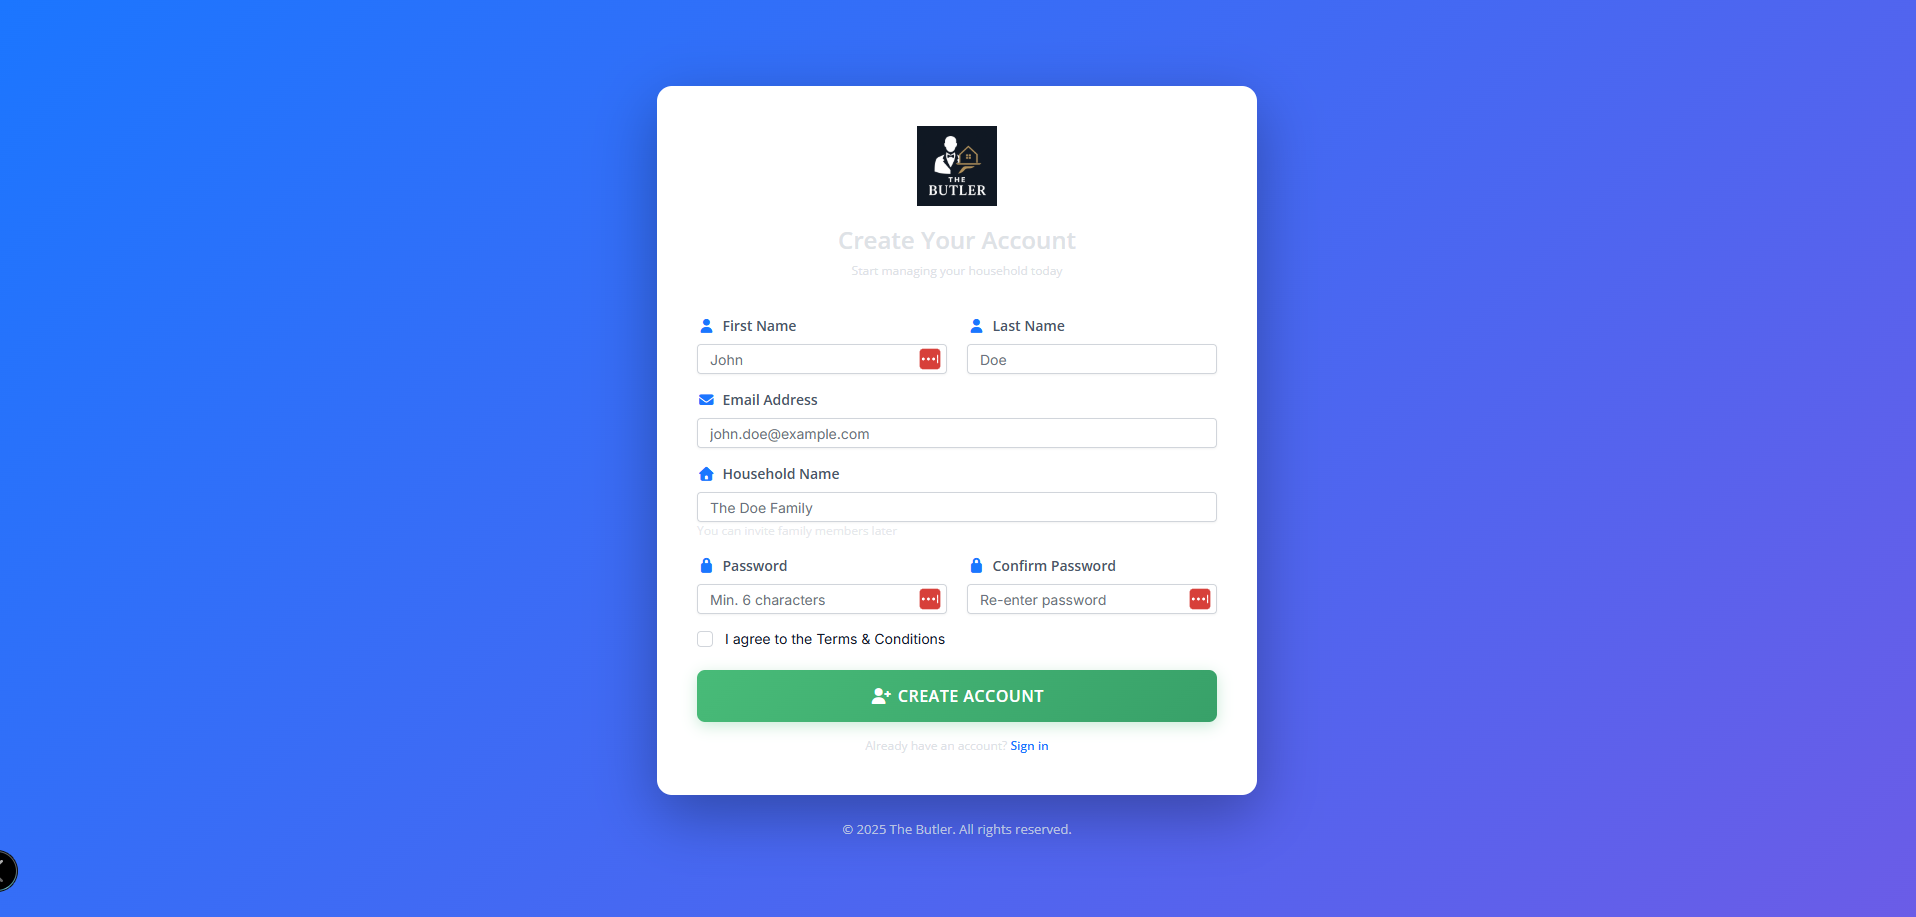 THE
BUTLER
Create Your Account
Start managing your household today
First Name
Last Name
John
Doe
Email Address
john.doe@example.com
Household Name
The Doe Family
You can invite family members later
Password
Confirm Password
Min. 6 characters
Re-enter password
I agree to the Terms & Conditions
CREATE ACCOUNT
Already have an account? Sign in
© 2025 The Butler. All rights reserved.